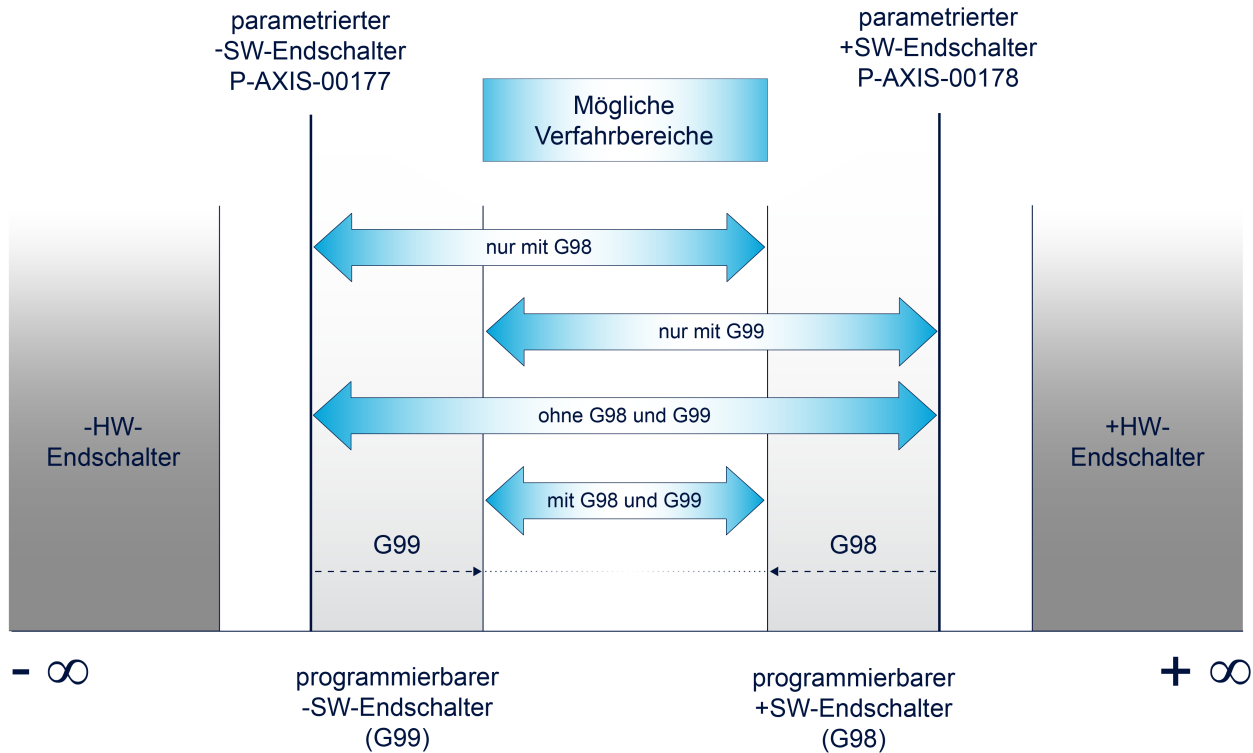 parametrierter
-SW-Endschalter
P-AXIS-00177
parametrierter
+SW-Endschalter
P-AXIS-00178
Mögliche
Verfahrbereiche
nur mit G98
nur mit G99
ohne G98 und G99
mit G98 und G99
-HW-
Endschalter
+HW-
Endschalter
G99
G98
- ∞
+ ∞
programmierbarer
-SW-Endschalter
(G99)
programmierbarer
+SW-Endschalter
(G98)